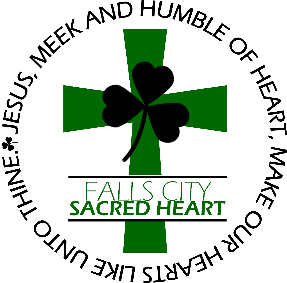 JESUS, MEEK AND HUMBLE OF HEART, MAKE OUR HEARTS LIKE UNTO THINE.
FALLS CITY
SACRED HEART